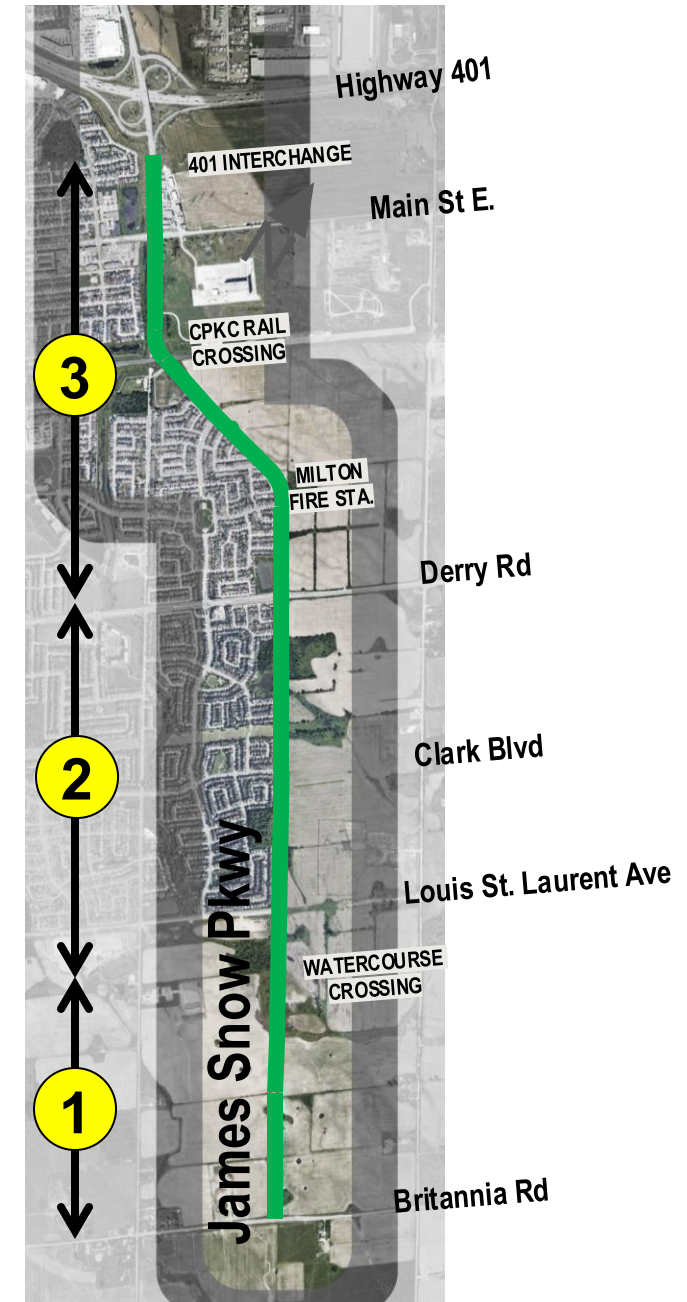 Highway 401
401 INTERCHANGE
Main St E.
CPKC RAIL
CROSSING
3
MILTON
FIRE STA.
Derry Rd
Clark Blvd
2
Louis St. Laurent Ave
WATERCOURSE
CROSSING
James Snow Pkwy
1
Britannia Rd